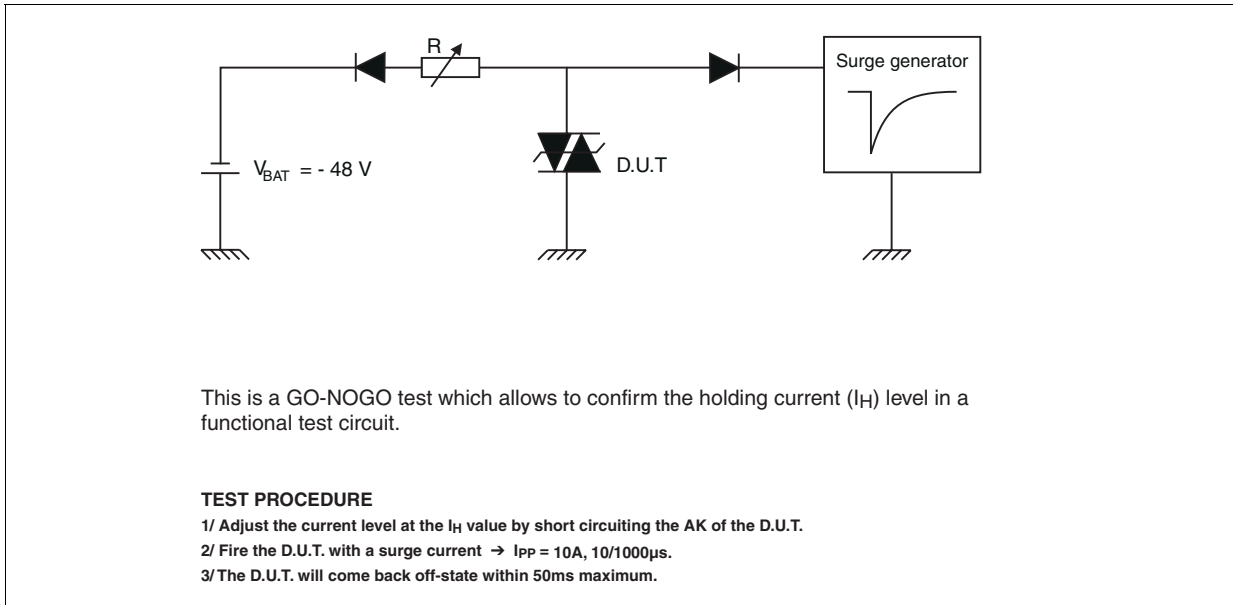 R
Surge generator
VBAT = - 48 V
D.U.T
This is a GO-NOGO test which allows to confirm the holding current (IH) level in a
functional test circuit.
TEST PROCEDURE
1/ Adjust the current level at the IH value by short circuiting the AK of the D.U.T.
2/ Fire the D.U.T. with a surge current ➔ IPP = 10A, 10/1000µs.
3/ The D.U.T. will come back off-state within 50ms maximum.